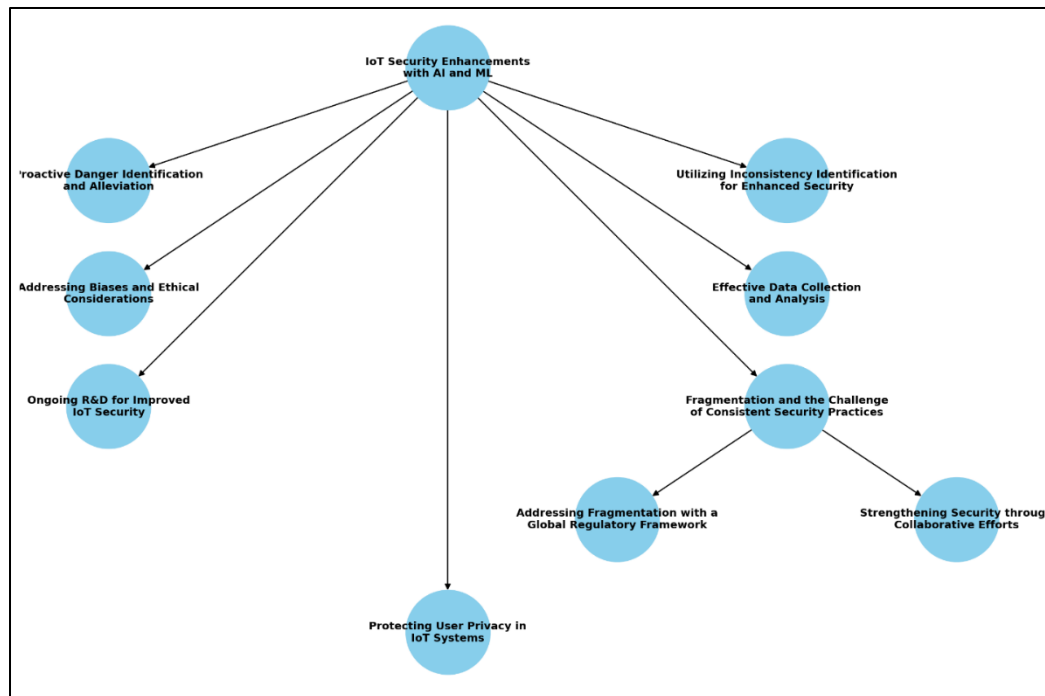 IoT Security Enhancements
with AI and ML
roactive Danger Identification
and Alleviation
Utilizing Inconsistency Identification
for Enhanced Security
Addressing Biases and Ethical
Considerations
Effective Data Collection
and Analysis
Ongoing R&D for Improved
IoT Security
Fragmentation and the Challenge
of Consistent Security Practices
Addressing Fragmentation with a
Global Regulatory Framework
Strengthening Security throug
Collaborative Efforts
Protecting User Privacy in
IoT Systems